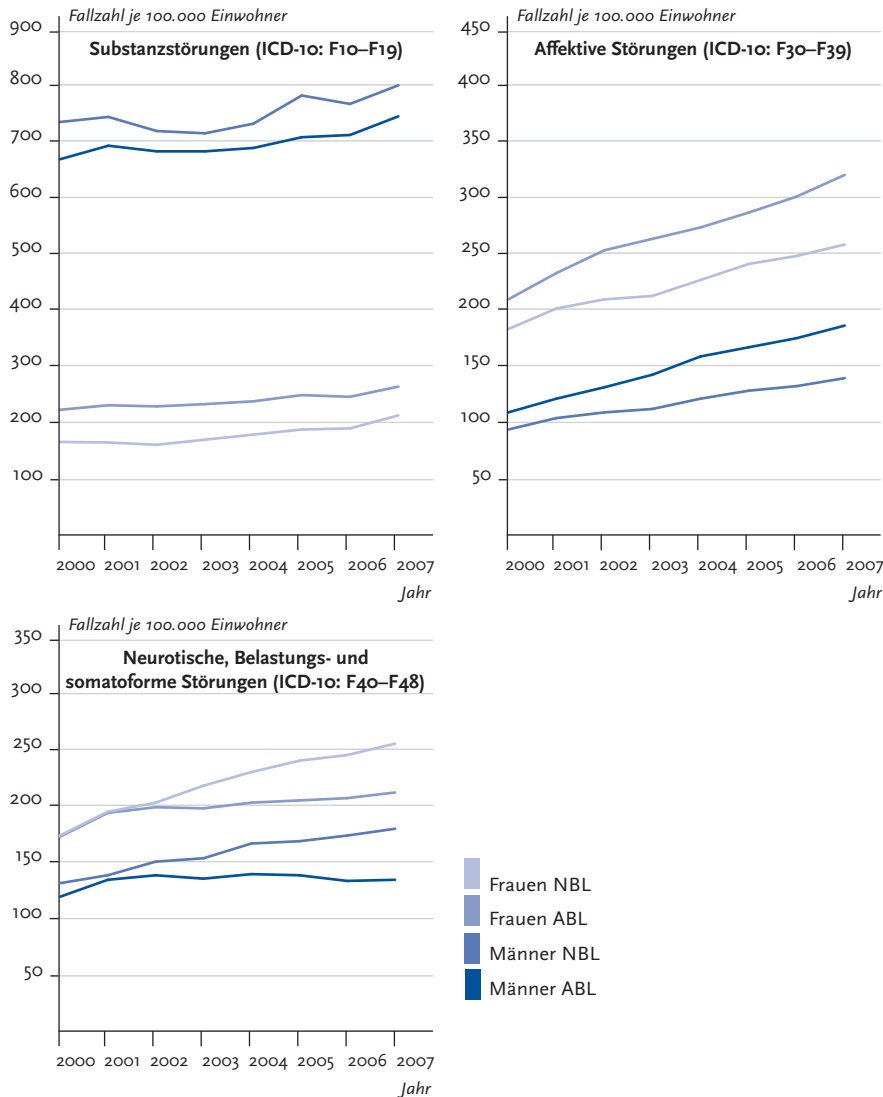 Fallzahl je 100.000 Einwohner
Substanzstörungen (ICD-10: F10–F19)
900
800
700
600
500
400
300
200
100
2000 2001 2002 2003 2004 2005 2006 2007
Jahr
Fallzahl je 100.000 Einwohner
Affektive Störungen (ICD-10: F30–F39)
450
400
350
300
250
200
150
100
50
2000 2001 2002 2003 2004 2005 2006 2007
Jahr
Fallzahl je 100.000 Einwohner
Neurotische, Belastungs- und
somatoforme Störungen (ICD-10: F40–F48)
350
300
250
200
150
100
50
2000 2001 2002 2003 2004 2005 2006 2007
Jahr
Frauen NBL
Frauen ABL
Männer NBL
Männer ABL